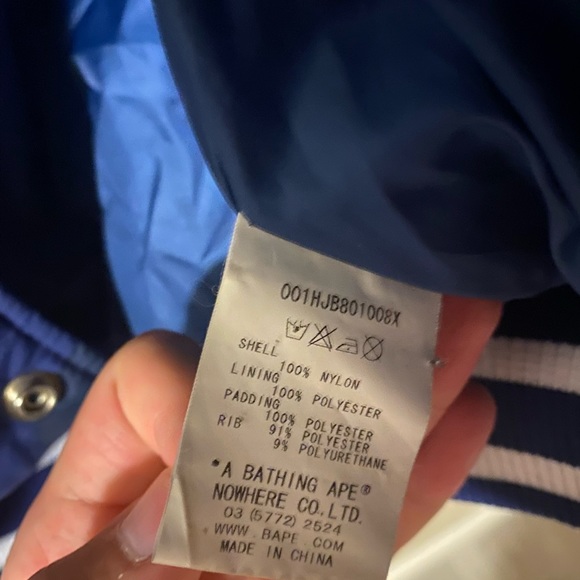 001HJB801008X
SHELL
100% NYLON
LINING
100% POLYESTER
PADDING
100% POLYESTER
RIB 91% POLYESTER
9% POLYURETHANE
*A BATHING APE®
NOWHERE CO.,LTD.
03 (5772) 2524
WWW.BAPE.COM
MADE IN CHINA